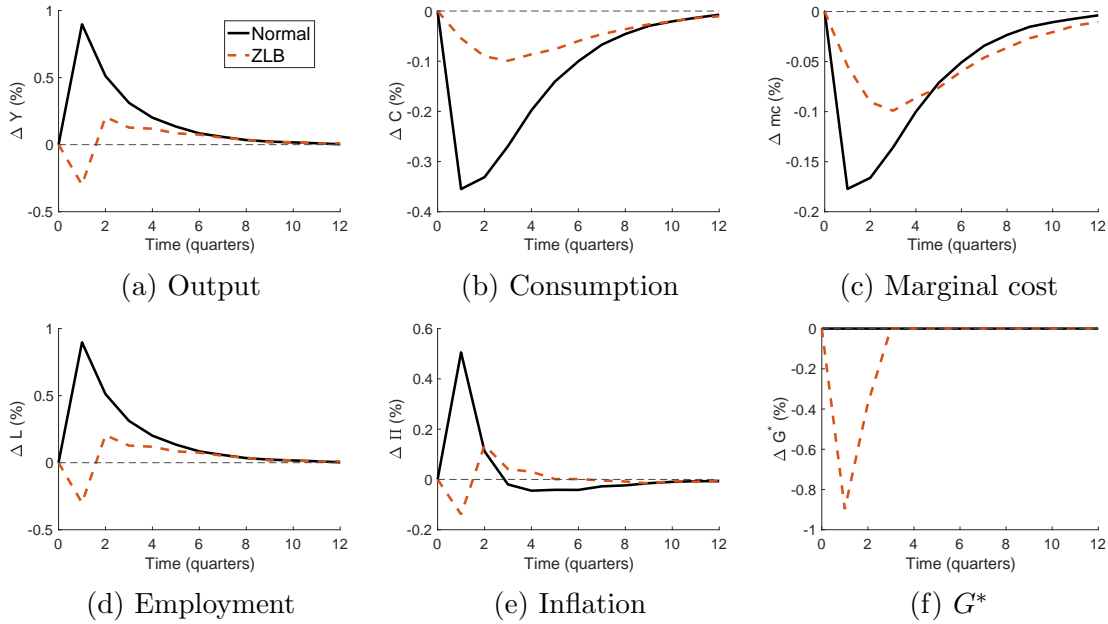 1
0.5
0
-0.5
Δ Y (%)
Normal
ZLB
0 2 4 6 8 10 12
Time (quarters)
(a) Output
0
-0.1
-0.2
-0.3
-0.4
Δ C (%)
0 2 4 6 8 10 12
Time (quarters)
(b) Consumption
0
-0.05
-0.1
-0.15
-0.2
Δ mc (%)
0 2 4 6 8 10 12
Time (quarters)
(c) Marginal cost
1
0.5
0
-0.5
Δ L (%)
0 2 4 6 8 10 12
Time (quarters)
(d) Employment
0.6
0.4
0.2
0
-0.2
Δ Π (%)
0 2 4 6 8 10 12
Time (quarters)
(e) Inflation
0
-0.2
-0.4
-0.6
-0.8
-1
Δ G* (%)
0 2 4 6 8 10 12
Time (quarters)
(f) G*